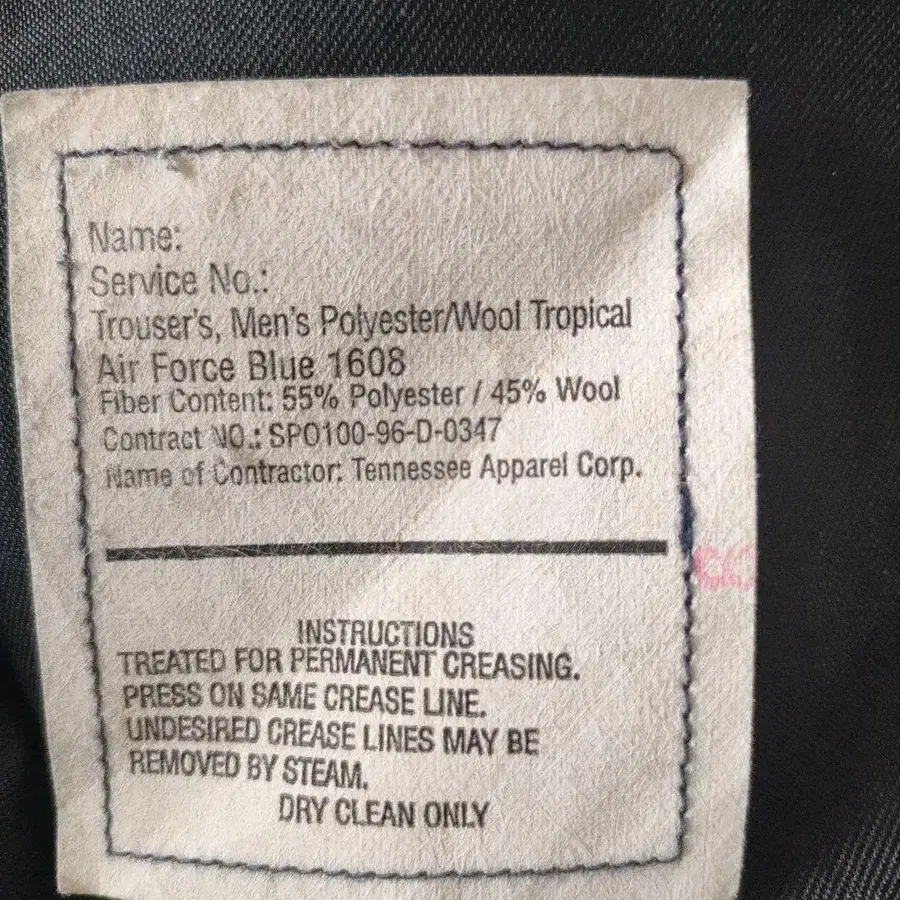 Name:
Service No.:
Trouser's, Men's Polyester/Wool Tropical
Air Force Blue 1608
Fiber Content: 55% Polyester / 45% Wool
Contract NO.: SPO100-96-D-0347
Name of Contractor: Tennessee Apparel Corp.
INSTRUCTIONS
TREATED FOR PERMANENT CREASING.
PRESS ON SAME CREASE LINE.
UNDESIRED CREASE LINES MAY BE
REMOVED BY STEAM.
DRY CLEAN ONLY